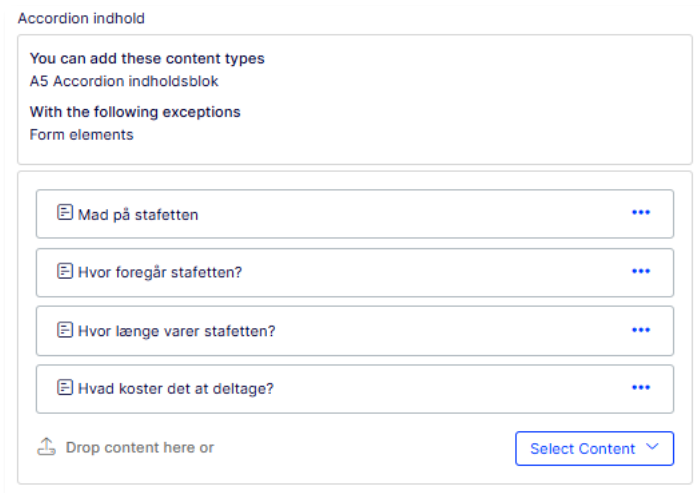 Accordion indhold
You can add these content types
A5 Accordion indholdsblok
With the following exceptions
Form elements
Mad på stafetten
Hvor foregår stafetten?
Hvor længe varer stafetten?
Hvad koster det at deltage?
Drop content here or
Select Content